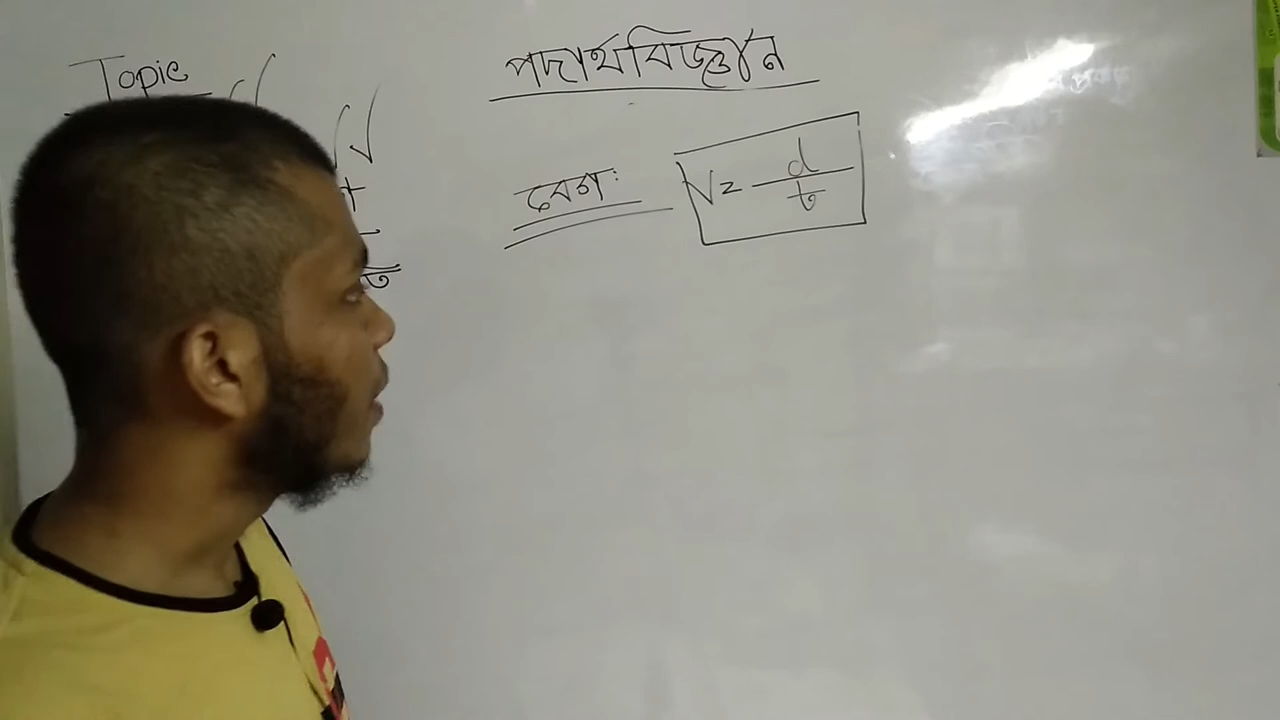 Topic
পদার্থবিজ্ঞান
বেগঃ V = d/t